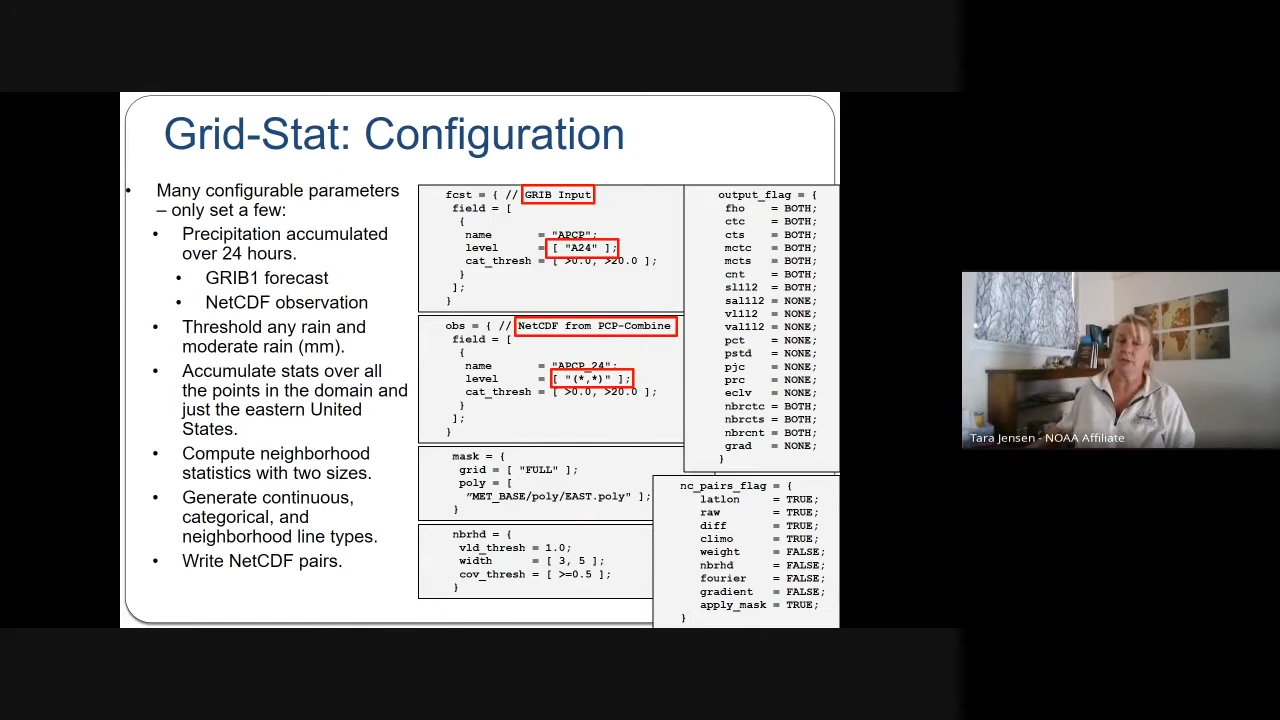 Grid-Stat: Configuration
• Many configurable parameters
– only set a few:
• Precipitation accumulated
over 24 hours.
• GRIB1 forecast
• NetCDF observation
• Threshold any rain and
moderate rain (mm).
• Accumulate stats over all
the points in the domain and
just the eastern United
States.
• Compute neighborhood
statistics with two sizes.
• Generate continuous,
categorical, and
neighborhood line types.
• Write NetCDF pairs.
fcst = { // GRIB Input
field = [
{
name = "APCP";
level = [ "A24" ];
cat_thresh = [ >0.0, >20.0 ];
}
];
}
obs = { // NetCDF from PCP-Combine
field = [
{
name = "APCP_24";
level = [ "(*,*)" ];
cat_thresh = [ >0.0, >20.0 ];
}
];
}
mask = {
grid = [ "FULL" ];
poly = [
”MET_BASE/poly/EAST.poly" ];
}
nbrhd = {
vld_thresh = 1.0;
width = [ 3, 5 ];
cov_thresh = [ >=0.5 ];
}
output_flag = {
fho = BOTH;
ctc = BOTH;
cts = BOTH;
mctc = BOTH;
mcts = BOTH;
cnt = BOTH;
sl1l2 = BOTH;
sal1l2 = NONE;
vl1l2 = NONE;
val1l2 = NONE;
pct = NONE;
pstd = NONE;
pjc = NONE;
prc = NONE;
eclv = NONE;
nbrctc = BOTH;
nbrcts = BOTH;
nbrcnt = BOTH;
grad = NONE;
}
nc_pairs_flag = {
latlon = TRUE;
raw = TRUE;
diff = TRUE;
climo = TRUE;
weight = FALSE;
nbrhd = FALSE;
fourier = FALSE;
gradient = FALSE;
apply_mask = TRUE;
}
Tara Jensen - NOAA Affiliate